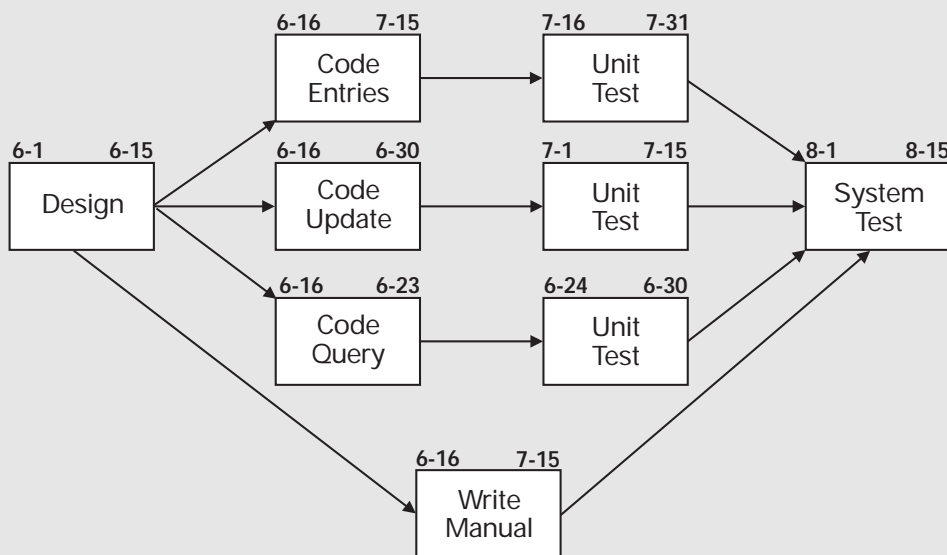 6-16 7-15
Code
Entries
7-16 7-31
Unit
Test
6-1 6-15
Design
6-16 6-30
Code
Update
7-1 7-15
Unit
Test
8-1 8-15
System
Test
6-16 6-23
Code
Query
6-24 6-30
Unit
Test
6-16 7-15
Write
Manual